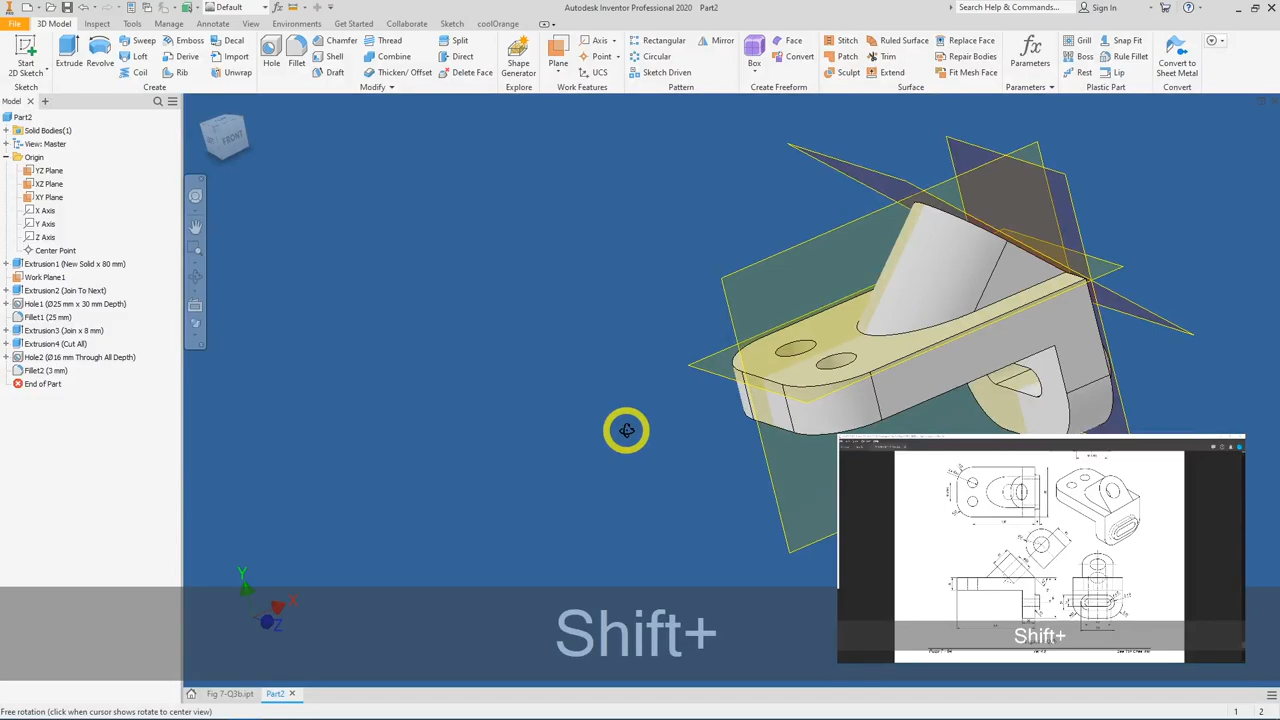 Default
Autodesk Inventor Professional 2020 Part2
Search Help & Commands...
Sign In
File
3D Model
Inspect
Tools
Manage
Annotate
View
Environments
Get Started
Collaborate
Sketch
coolOrange
Start
2D Sketch
Sketch
Extrude
Revolve
Sweep
Loft
Coil
Emboss
Derive
Rib
Decal
Import
Unwrap
Create
Hole
Fillet
Chamfer
Shell
Draft
Thread
Combine
Thicken/ Offset
Split
Direct
Delete Face
Modify
Shape
Generator
Explore
Plane
Axis
Point
UCS
Work Features
Rectangular
Circular
Sketch Driven
Mirror
Pattern
Box
Face
Convert
Create Freeform
Stitch
Patch
Sculpt
Ruled Surface
Trim
Extend
Replace Face
Repair Bodies
Fit Mesh Face
Surface
fx
Parameters
Parameters
Grill
Boss
Rest
Snap Fit
Rule Fillet
Lip
Plastic Part
Convert to
Sheet Metal
Convert
Model
Part2
Solid Bodies(1)
View: Master
Origin
YZ Plane
XZ Plane
XY Plane
X Axis
Y Axis
Z Axis
Center Point
Extrusion1 (New Solid x 80 mm)
Work Plane1
Extrusion2 (Join To Next)
Hole1 (Ø25 mm x 30 mm Depth)
Fillet1 (25 mm)
Extrusion3 (Join x 8 mm)
Extrusion4 (Cut All)
Hole2 (Ø16 mm Through All Depth)
Fillet2 (3 mm)
End of Part
FRONT
Y
X
Z
Shift+
Shift+
Fig 7-Q3b.ipt
Part2
Free rotation (click when cursor shows rotate to center view)
1
2